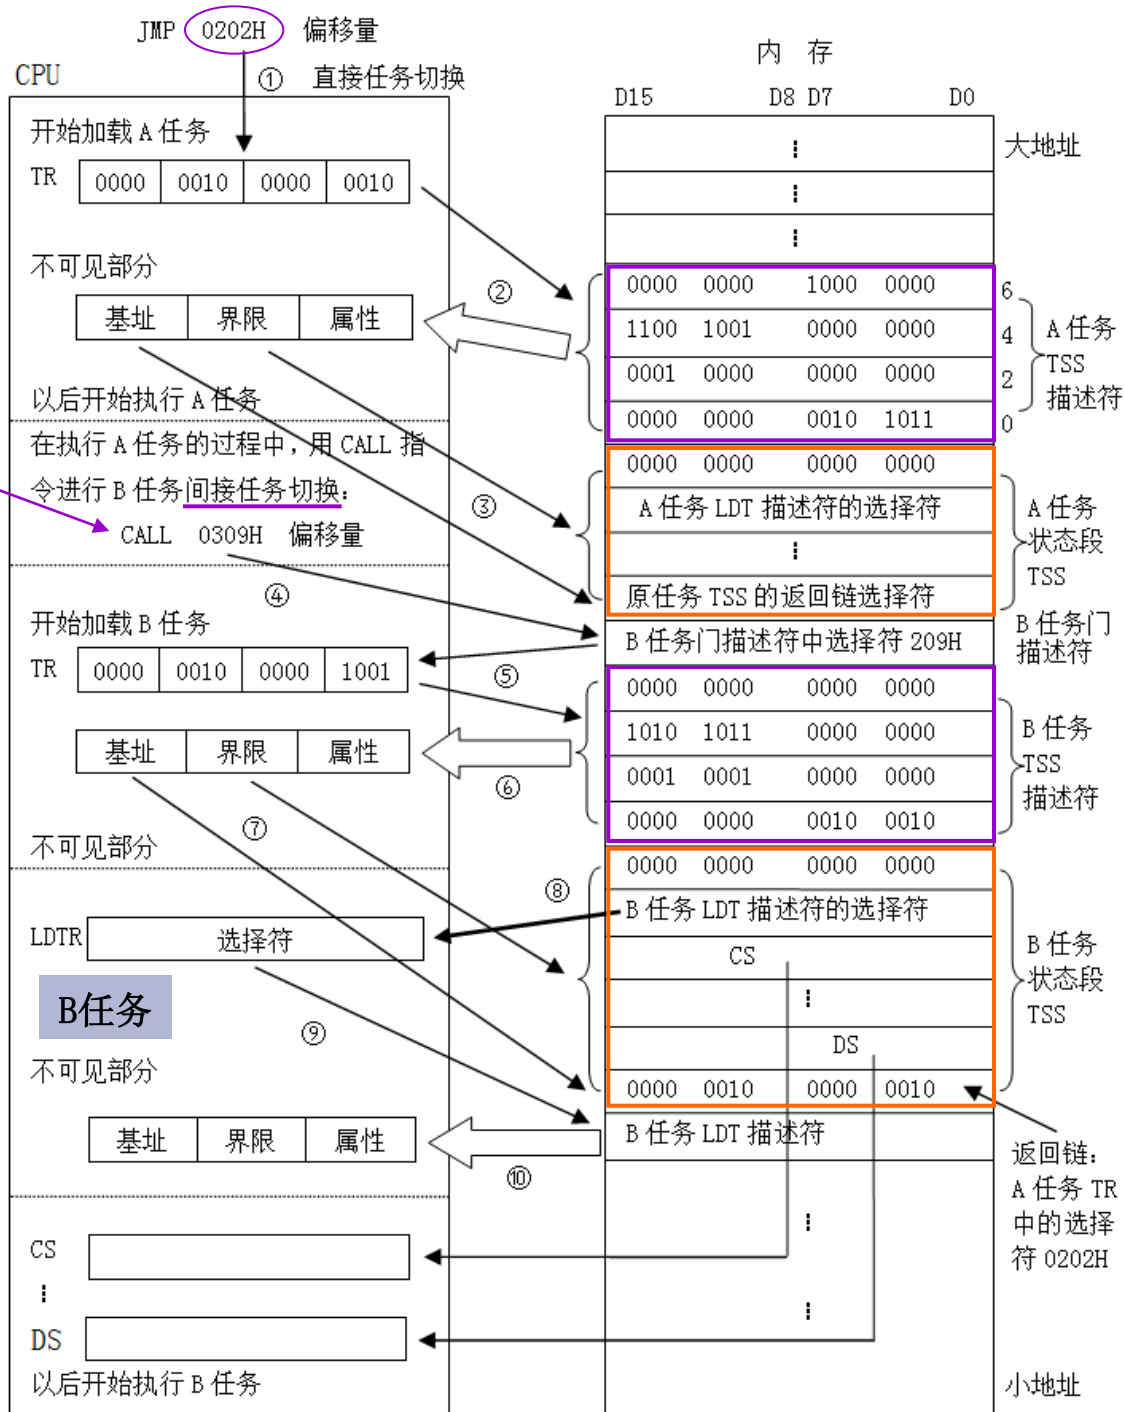 JMP 0202H 偏移量
CPU
① 直接任务切换
开始加载 A 任务
TR 0000 0010 0000 0010
不可见部分
基址 界限 属性
②
以后开始执行 A 任务
在执行 A 任务的过程中，用 CALL 指
令进行 B 任务间接任务切换：
CALL 0309H 偏移量
③
④
开始加载 B 任务
TR 0000 0010 0000 1001
⑤
基址 界限 属性
⑥
⑦
不可见部分
⑧
LDTR 选择符
B任务
⑨
不可见部分
基址 界限 属性
⑩
CS
DS
以后开始执行 B 任务
内 存
D15 D8 D7 D0
大地址
0000 0000 1000 0000 6
1100 1001 0000 0000 4
0001 0000 0000 0000 2
0000 0000 0010 1011 0
A 任务
TSS
描述符
0000 0000 0000 0000
A 任务 LDT 描述符的选择符
原任务 TSS 的返回链选择符
A 任务
状态段
TSS
B 任务门描述符中选择符 209H
B 任务门
描述符
0000 0000 0000 0000
1010 1011 0000 0000
0001 0001 0000 0000
0000 0000 0010 0010
B 任务
TSS
描述符
0000 0000 0000 0000
B 任务 LDT 描述符的选择符
CS
DS
0000 0010 0000 0010
B 任务
状态段
TSS
B 任务 LDT 描述符
返回链：
A 任务 TR
中的选择
符 0202H
小地址